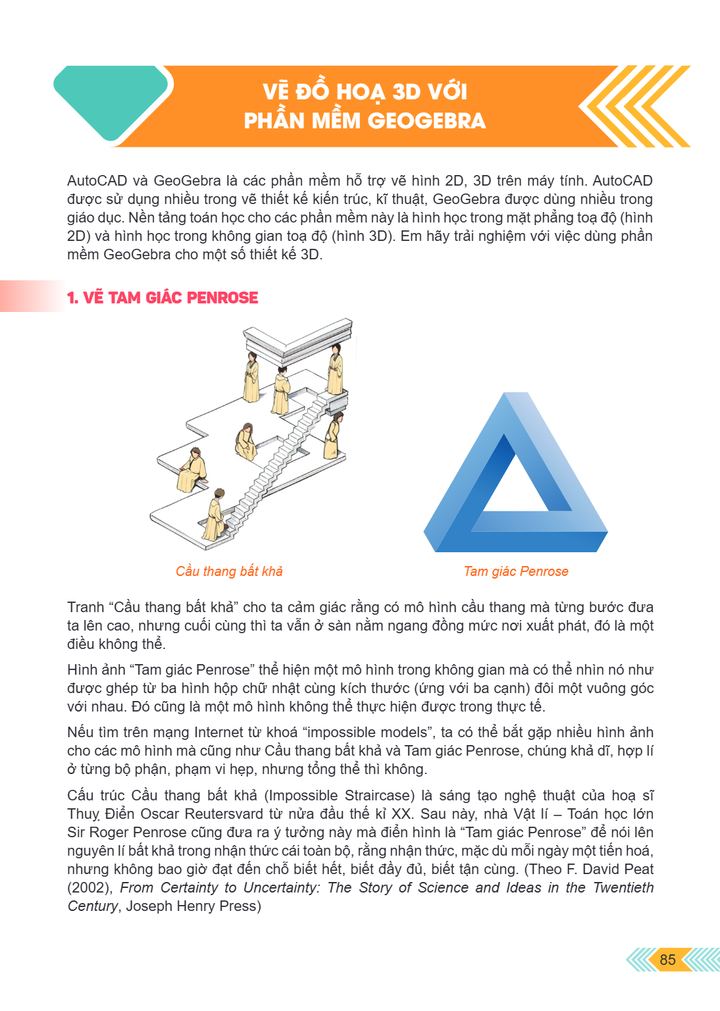 VẼ ĐỒ HOẠ 3D VỚI
PHẦN MỀM GEOGEBRA
AutoCAD và GeoGebra là các phần mềm hỗ trợ vẽ hình 2D, 3D trên máy tính. AutoCAD
được sử dụng nhiều trong vẽ thiết kế kiến trúc, kĩ thuật, GeoGebra được dùng nhiều trong
giáo dục. Nền tảng toán học cho các phần mềm này là hình học trong mặt phẳng toạ độ (hình
2D) và hình học trong không gian toạ độ (hình 3D). Em hãy trải nghiệm với việc dùng phần
mềm GeoGebra cho một số thiết kế 3D.
1. VẼ TAM GIÁC PENROSE
Cầu thang bất khả
Tam giác Penrose
Tranh “Cầu thang bất khả” cho ta cảm giác rằng có mô hình cầu thang mà từng bước đưa
ta lên cao, nhưng cuối cùng thì ta vẫn ở sàn nằm ngang đồng mức nơi xuất phát, đó là một
điều không thể.
Hình ảnh “Tam giác Penrose” thể hiện một mô hình trong không gian mà có thể nhìn nó như
được ghép từ ba hình hộp chữ nhật cùng kích thước (ứng với ba cạnh) đôi một vuông góc
với nhau. Đó cũng là một mô hình không thể thực hiện được trong thực tế.
Nếu tìm trên mạng Internet từ khoá “impossible models”, ta có thể bắt gặp nhiều hình ảnh
cho các mô hình mà cũng như Cầu thang bất khả và Tam giác Penrose, chúng khả dĩ, hợp lí
ở từng bộ phận, phạm vi hẹp, nhưng tổng thể thì không.
Cấu trúc Cầu thang bất khả (Impossible Straircase) là sáng tạo nghệ thuật của hoạ sĩ
Thuỵ Điển Oscar Reutersvard từ nửa đầu thế kỉ XX. Sau này, nhà Vật lí – Toán học lớn
Sir Roger Penrose cũng đưa ra ý tưởng này mà điển hình là “Tam giác Penrose” để nói lên
nguyên lí bất khả trong nhận thức cái toàn bộ, rằng nhận thức, mặc dù mỗi ngày một tiến hoá,
nhưng không bao giờ đạt đến chỗ biết hết, biết đầy đủ, biết tận cùng. (Theo F. David Peat
(2002), From Certainty to Uncertainty: The Story of Science and Ideas in the Twentieth
Century, Joseph Henry Press)
85